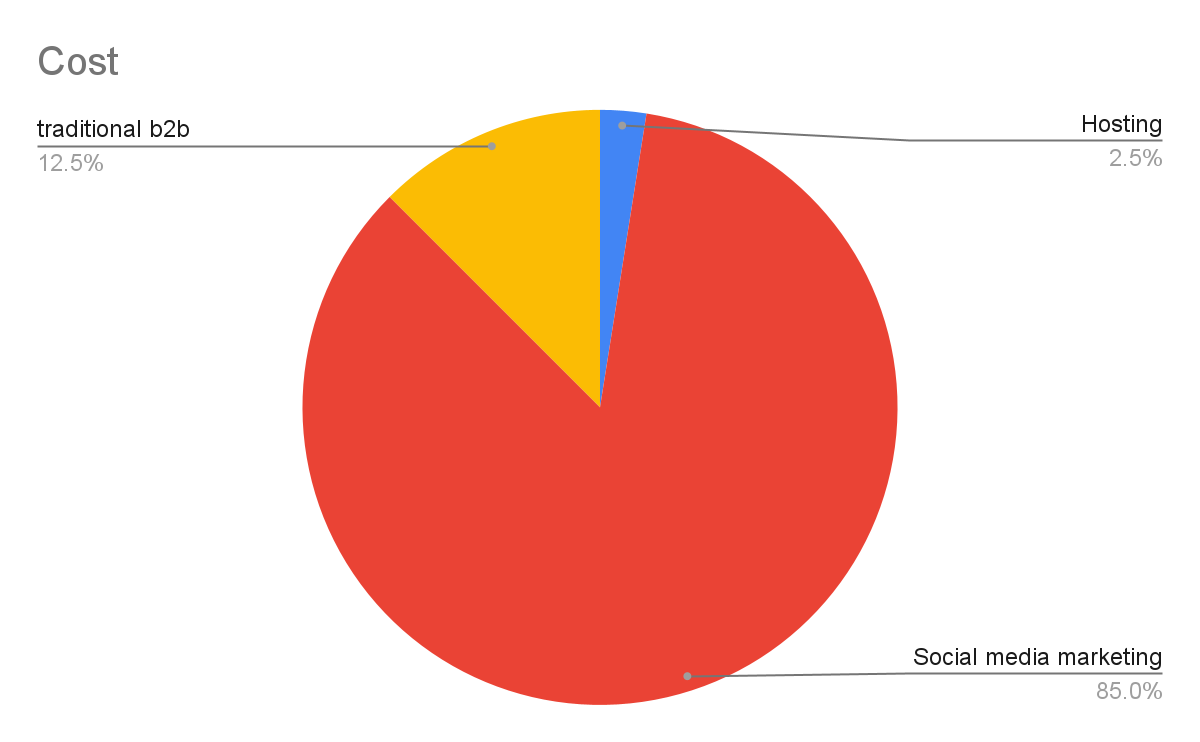 Cost
traditional b2b
12.5%
Hosting
2.5%
Social media marketing
85.0%